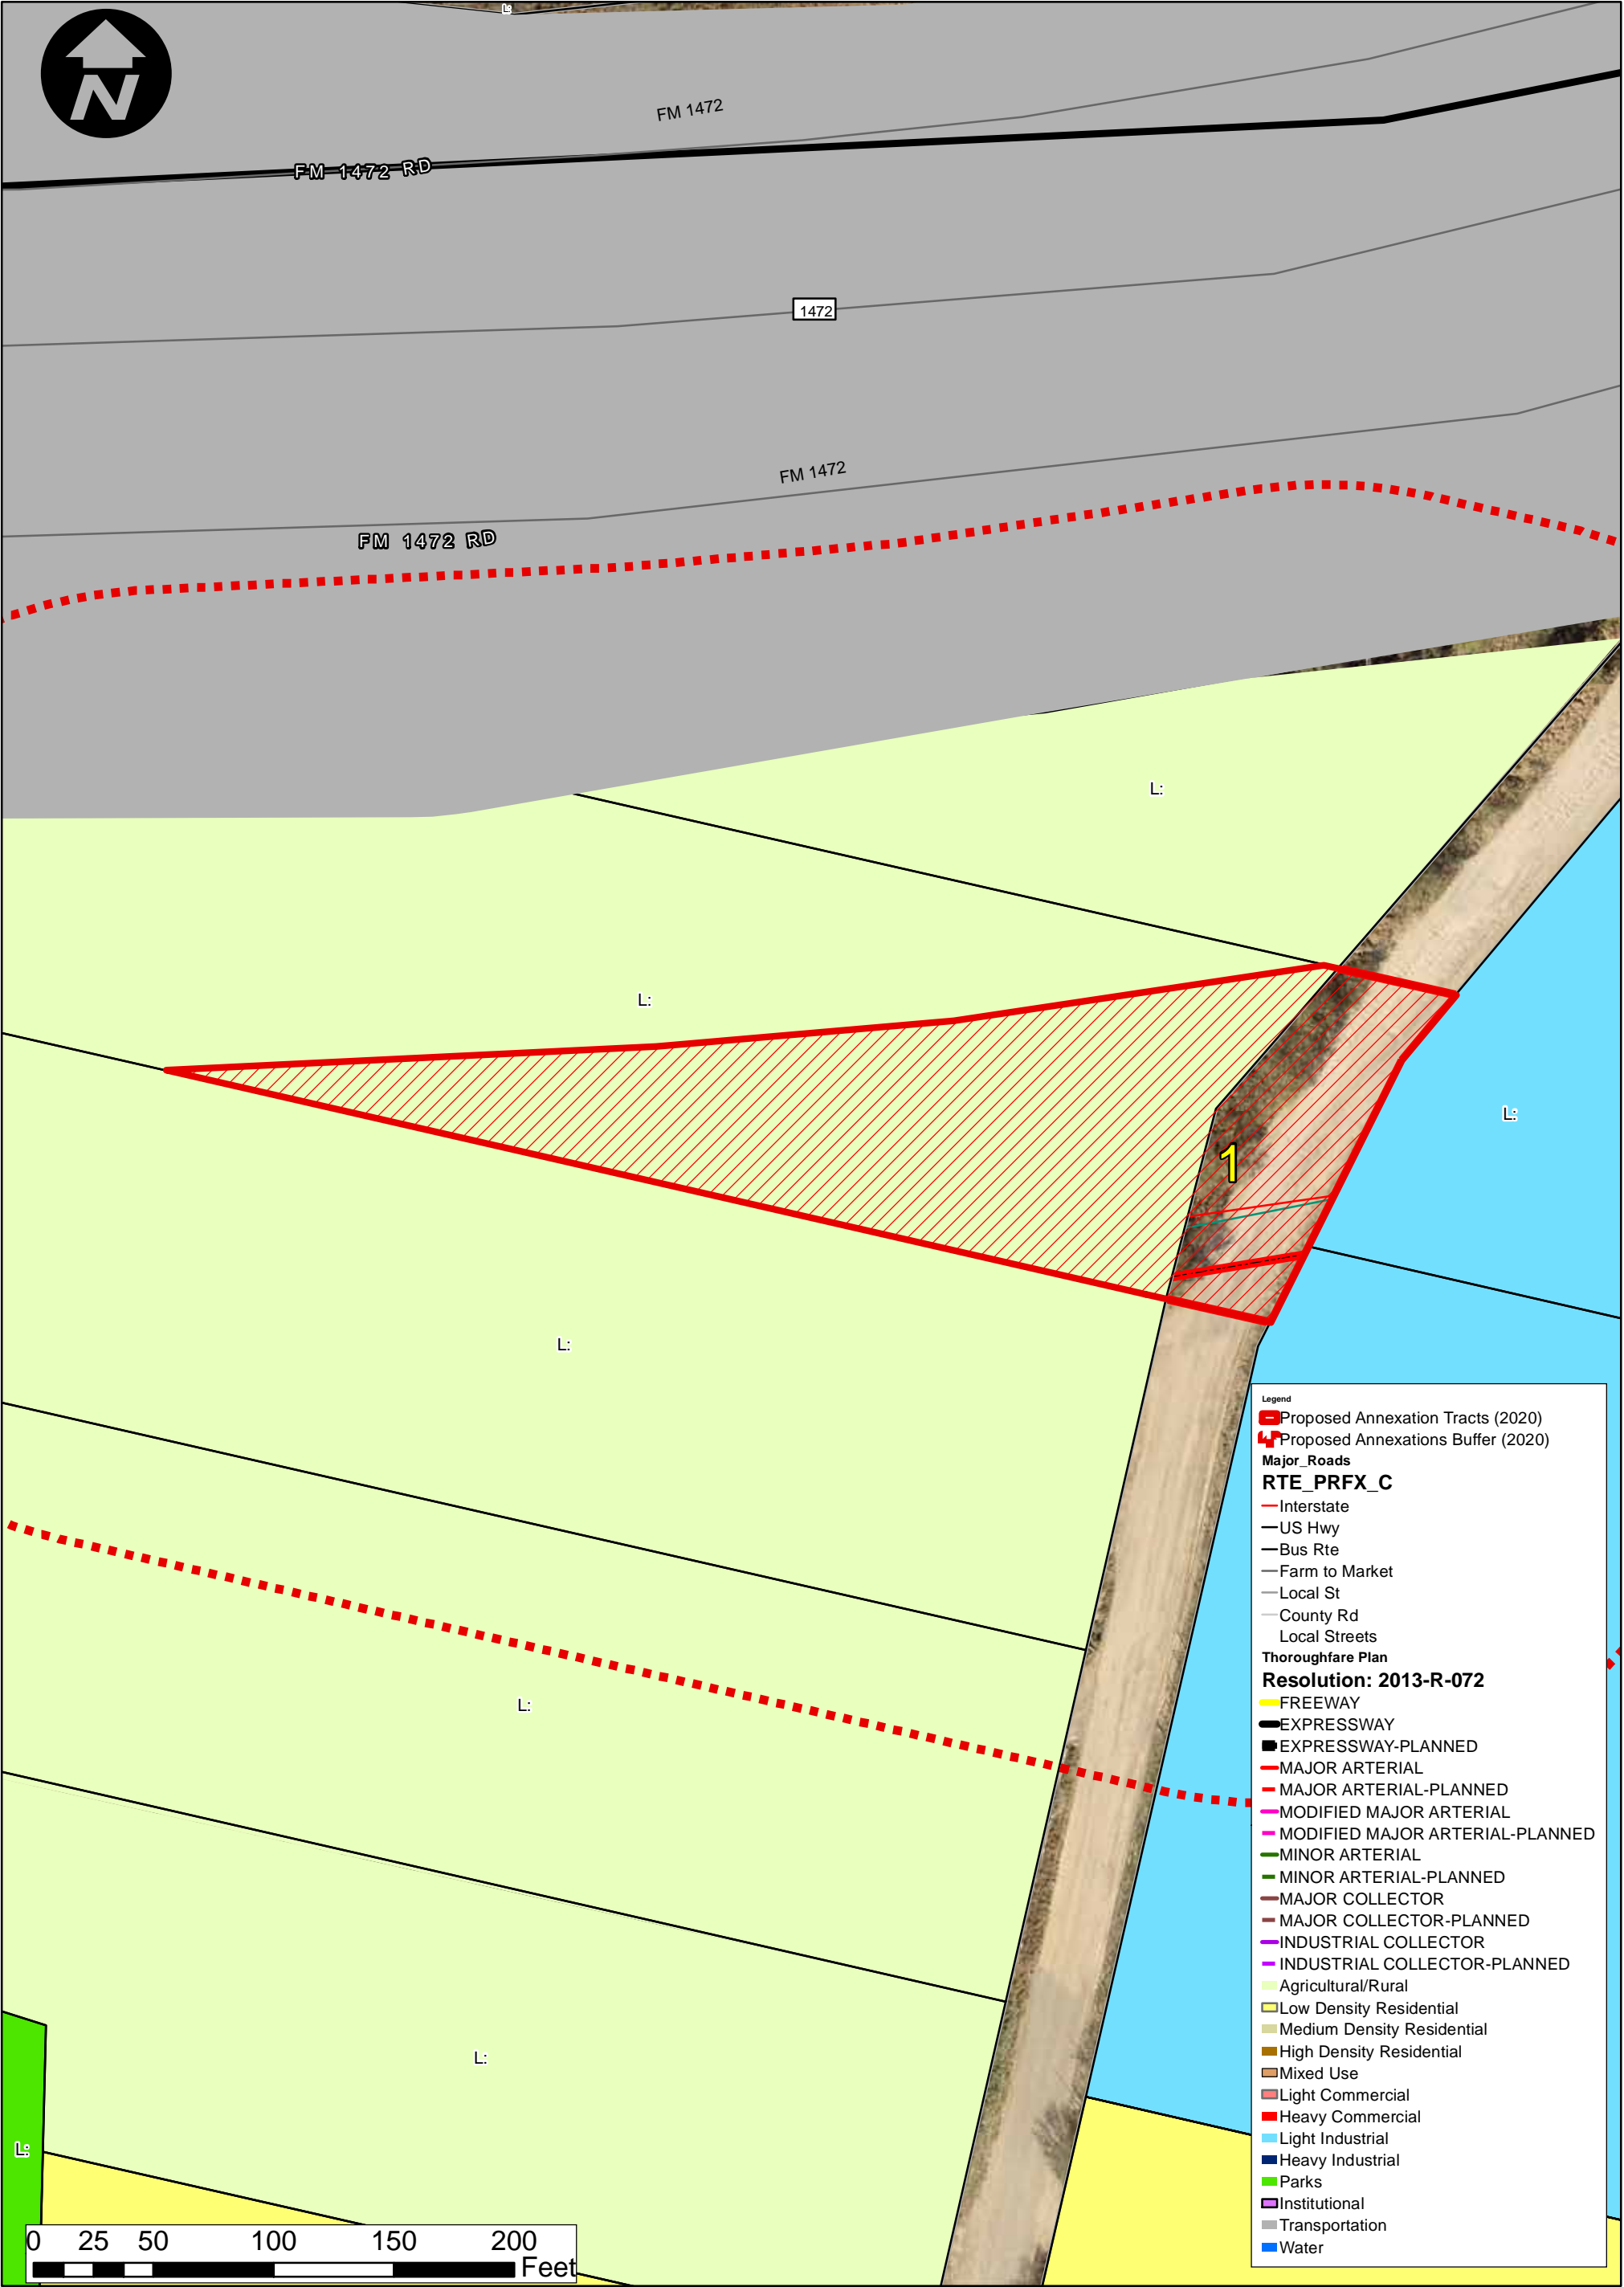 L:
N
FM 1472
FM 1472 RD
1472
FM 1472
FM 1472 RD
L:
L:
L:
1
L:
L:
L:
L:
Legend
Proposed Annexation Tracts (2020)
Proposed Annexations Buffer (2020)
Major_Roads
RTE_PRFX_C
Interstate
US Hwy
Bus Rte
Farm to Market
Local St
County Rd
Local Streets
Thoroughfare Plan
Resolution: 2013-R-072
FREEWAY
EXPRESSWAY
EXPRESSWAY-PLANNED
MAJOR ARTERIAL
MAJOR ARTERIAL-PLANNED
MODIFIED MAJOR ARTERIAL
MODIFIED MAJOR ARTERIAL-PLANNED
MINOR ARTERIAL
MINOR ARTERIAL-PLANNED
MAJOR COLLECTOR
MAJOR COLLECTOR-PLANNED
INDUSTRIAL COLLECTOR
INDUSTRIAL COLLECTOR-PLANNED
Agricultural/Rural
Low Density Residential
Medium Density Residential
High Density Residential
Mixed Use
Light Commercial
Heavy Commercial
Light Industrial
Heavy Industrial
Parks
Institutional
Transportation
Water
0 25 50 100 150 200
Feet